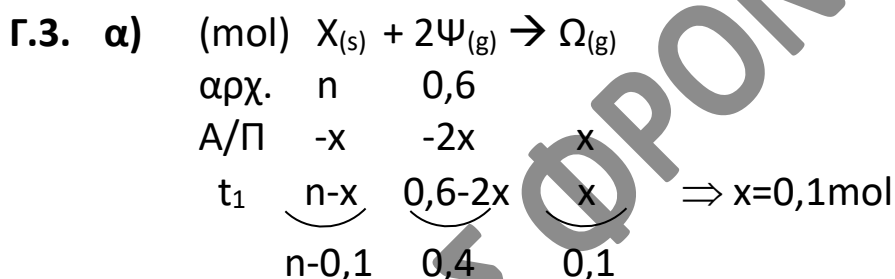 Γ.3. α) (mol) X(s) + 2Ψ(g) → Ω(g)
αρχ. n 0,6
Α/Π -x -2x x
t1 n-x 0,6-2x x ⇒ x=0,1mol
n-0,1 0,4 0,1
ΦΡΟΝ